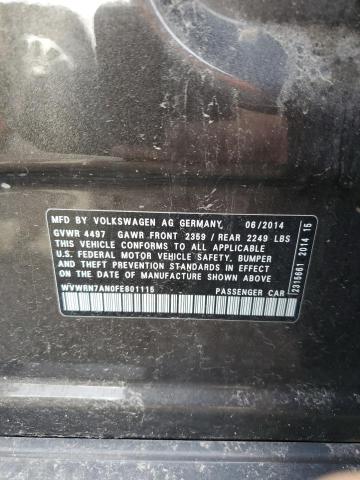 MFD BY VOLKSWAGEN AG GERMANY, 06/2014
GVWR 4497 GAWR FRONT 2359 / REAR 2249 LBS
THIS VEHICLE CONFORMS TO ALL APPLICABLE
U.S. FEDERAL MOTOR VEHICLE SAFETY, BUMPER
AND THEFT PREVENTION STANDARDS IN EFFECT
ON THE DATE OF MANUFACTURE SHOWN ABOVE.
WVWRN7AN0FE801115 PASSENGER CAR
2315661 2014 15